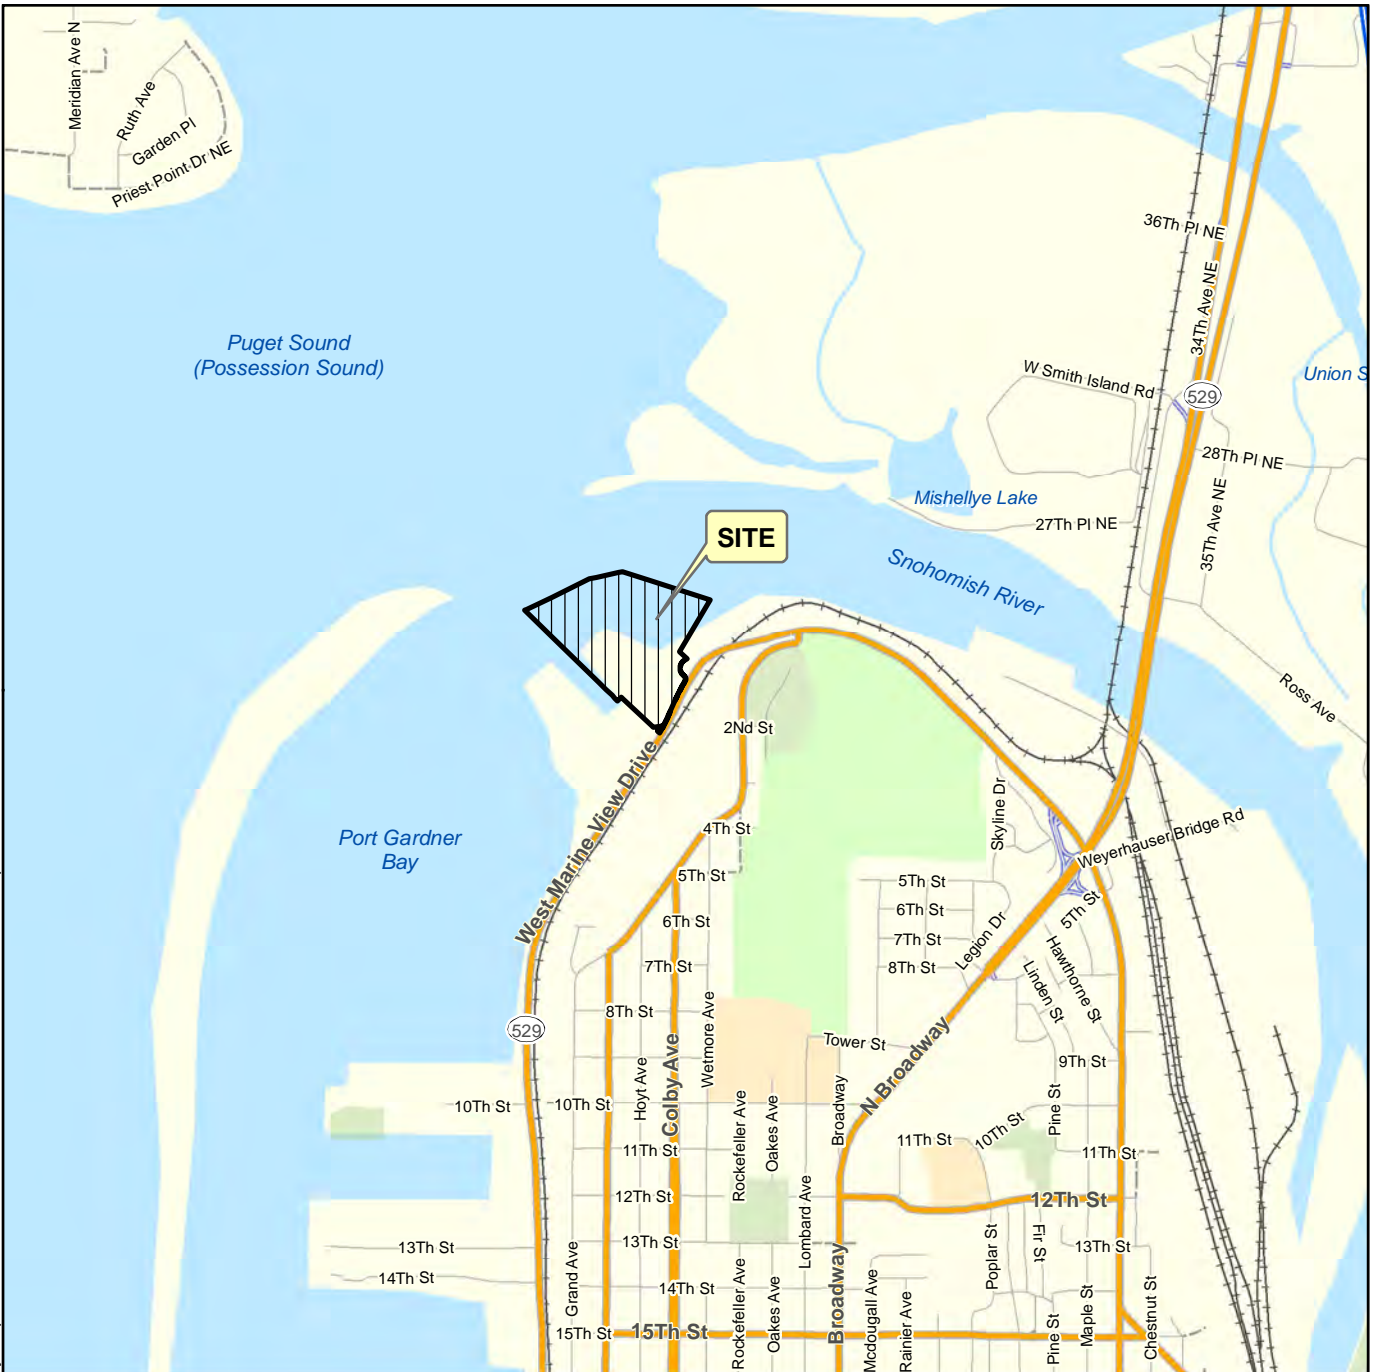 Meridian Ave N
Ruth Ave
Garden Pl
Priest Point Dr NE
36Th Pl NE
34Th Ave NE
Puget Sound
(Possession Sound)
W Smith Island Rd
529
Union S
28Th Pl NE
35Th Ave NE
Mishellye Lake
27Th Pl NE
SITE
Snohomish River
Ross Ave
2Nd St
West Marine View Drive
Port Gardner
Bay
4Th St
Skyline Dr
Weyerhauser Bridge Rd
5Th St
5Th St
6Th St
6Th St
5Th St
Legion Dr
7Th St
8Th St
7Th St
Hawthorne St
Linden St
8Th St
Wetmore Ave
529
Tower St
N Broadway
9Th St
Hoyt Ave
Colby Ave
10Th St
10Th St
Rockefeller Ave
Oakes Ave
Broadway
Pine St
11Th St
10Th St
11Th St
11Th St
12Th St
Lombard Ave
12Th St
13Th St
13Th St
Poplar St
Fir St
13Th St
14Th St
14Th St
Grand Ave
Rockefeller Ave
Oakes Ave
Broadway
Mcdougall Ave
Rainier Ave
Pine St
Maple St
Chestnut St
15Th St
15Th St